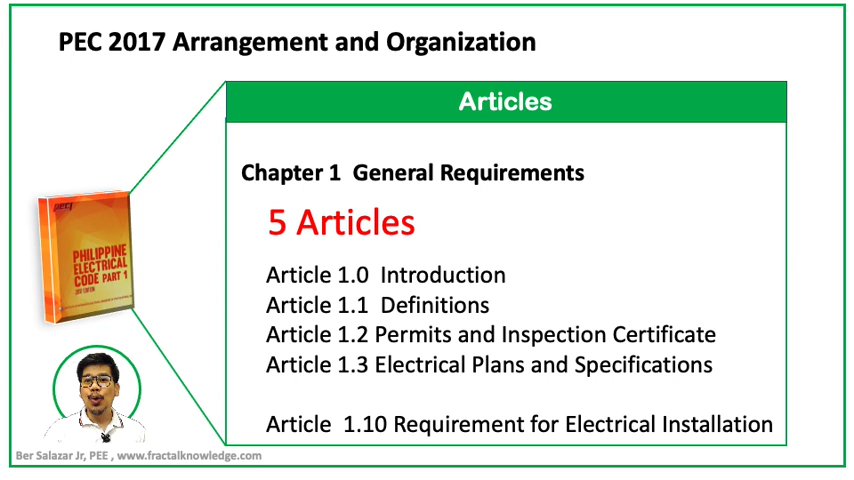 PEC 2017 Arrangement and Organization
Articles
Chapter 1 General Requirements
5 Articles
Article 1.0 Introduction
Article 1.1 Definitions
Article 1.2 Permits and Inspection Certificate
Article 1.3 Electrical Plans and Specifications
Article 1.10 Requirement for Electrical Installation
PHILIPPINE
ELECTRICAL
CODE PART 1
Ber Salazar Jr, PEE , www.fractalknowledge.com